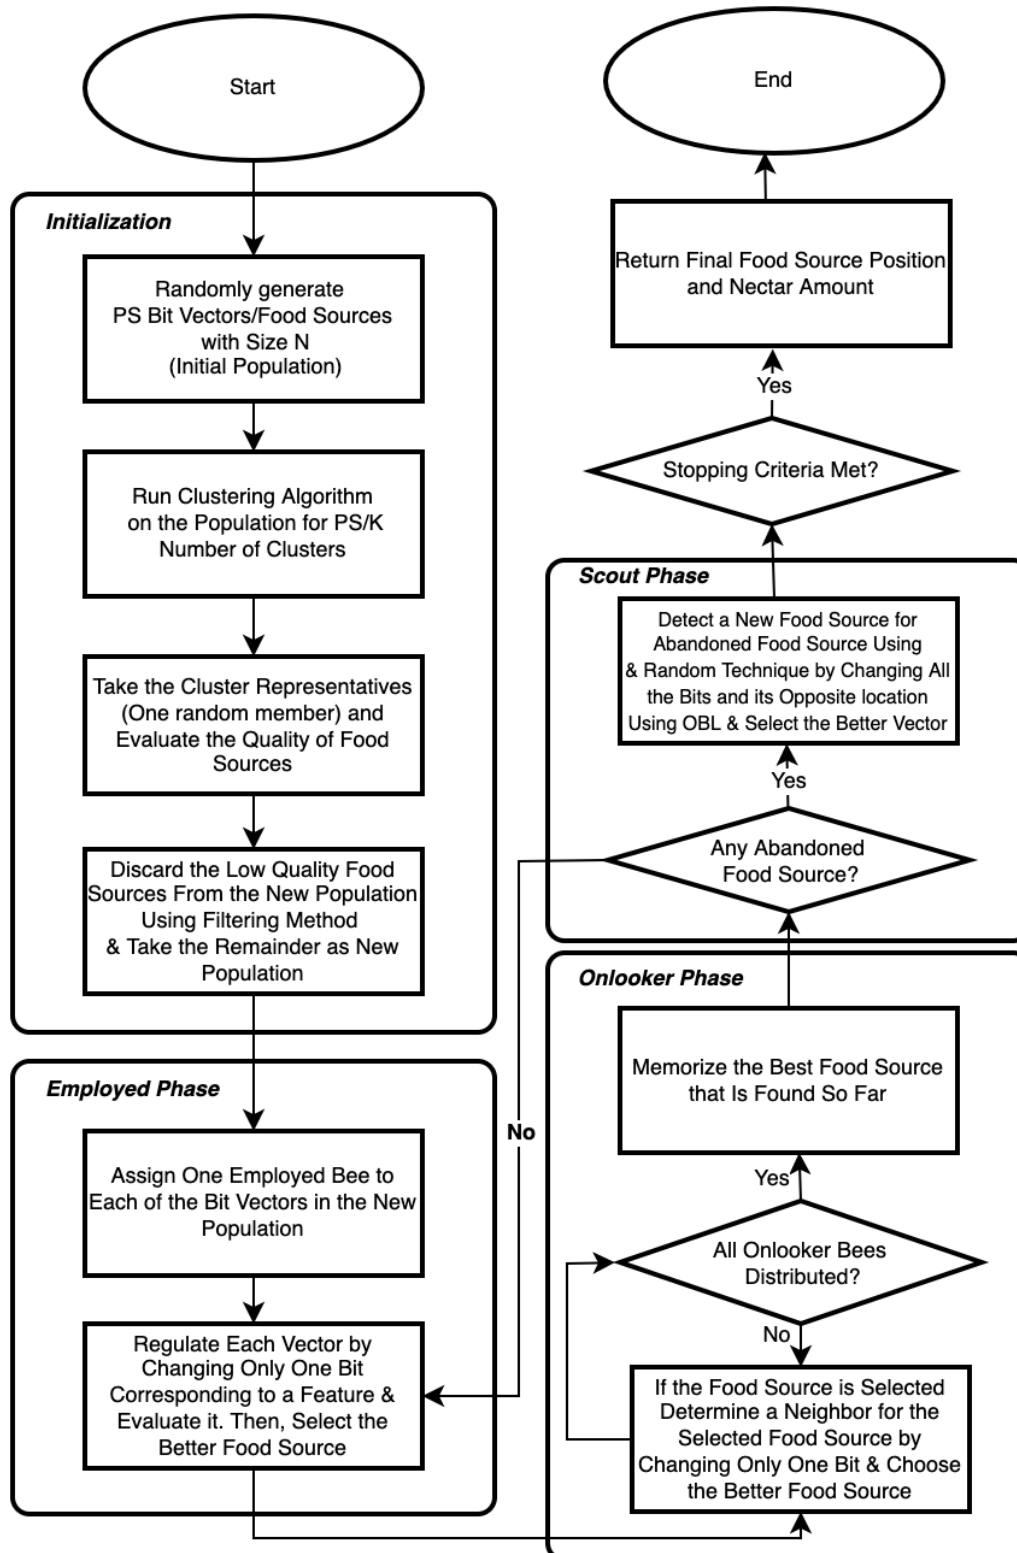 Start
Initialization
Randomly generate
PS Bit Vectors/Food Sources
with Size N
(Initial Population)
Run Clustering Algorithm
on the Population for PS/K
Number of Clusters
Take the Cluster Representatives
(One random member) and
Evaluate the Quality of Food
Sources
Discard the Low Quality Food
Sources From the New Population
Using Filtering Method
& Take the Remainder as New
Population
Employed Phase
Assign One Employed Bee to
Each of the Bit Vectors in the New
Population
Regulate Each Vector by
Changing Only One Bit
Corresponding to a Feature &
Evaluate it. Then, Select the
Better Food Source
Onlooker Phase
If the Food Source is Selected
Determine a Neighbor for the
Selected Food Source by
Changing Only One Bit & Choose
the Better Food Source
No
All Onlooker Bees
Distributed?
Yes
Memorize the Best Food Source
that Is Found So Far
Scout Phase
Any Abandoned
Food Source?
No
Yes
Detect a New Food Source for
Abandoned Food Source Using
& Random Technique by Changing All
the Bits and its Opposite location
Using OBL & Select the Better Vector
Stopping Criteria Met?
Yes
Return Final Food Source Position
and Nectar Amount
End